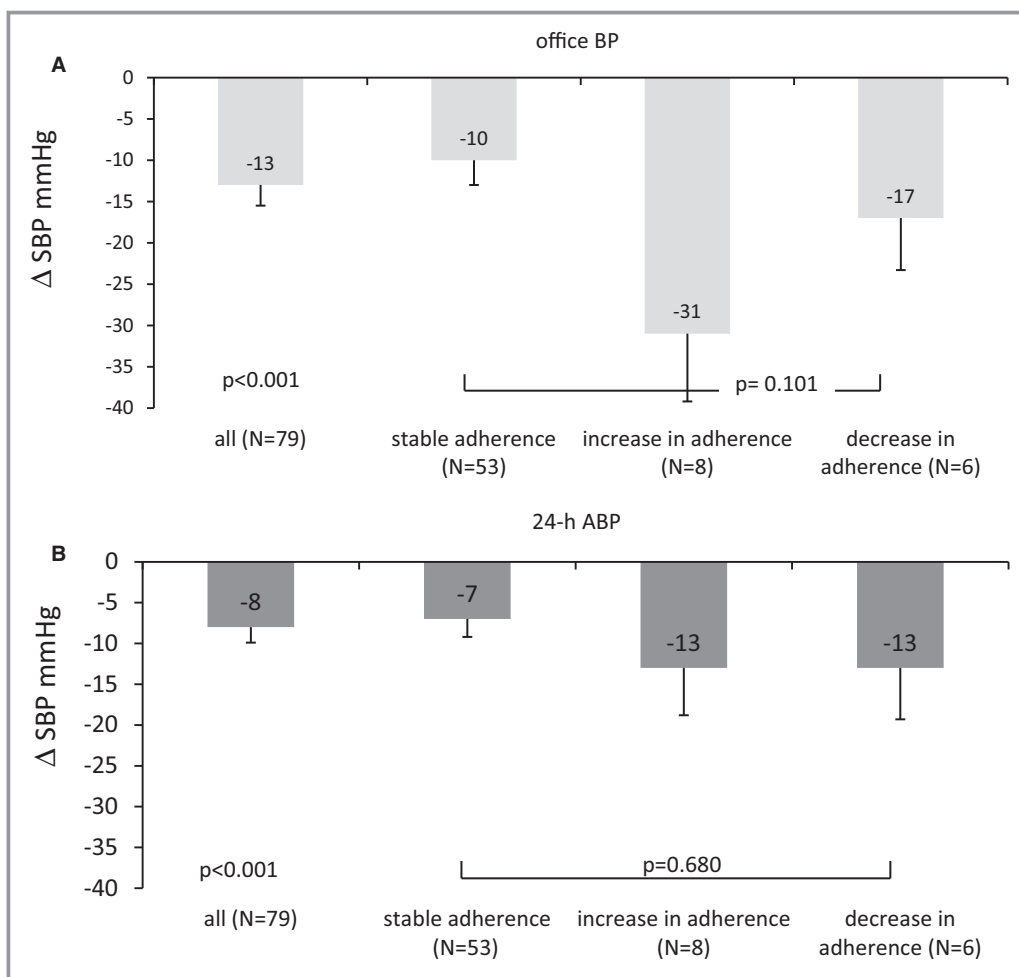 A
office BP
Δ SBP mmHg
0
-5
-10
-15
-20
-25
-30
-35
-40
-13
-10
-31
-17
p<0.001
p= 0.101
all (N=79)
stable adherence
(N=53)
increase in adherence
(N=8)
decrease in
adherence (N=6)
B
24-h ABP
Δ SBP mmHg
0
-5
-10
-15
-20
-25
-30
-35
-40
-8
-7
-13
-13
p<0.001
p=0.680
all (N=79)
stable adherence
(N=53)
increase in adherence
(N=8)
decrease in
adherence (N=6)